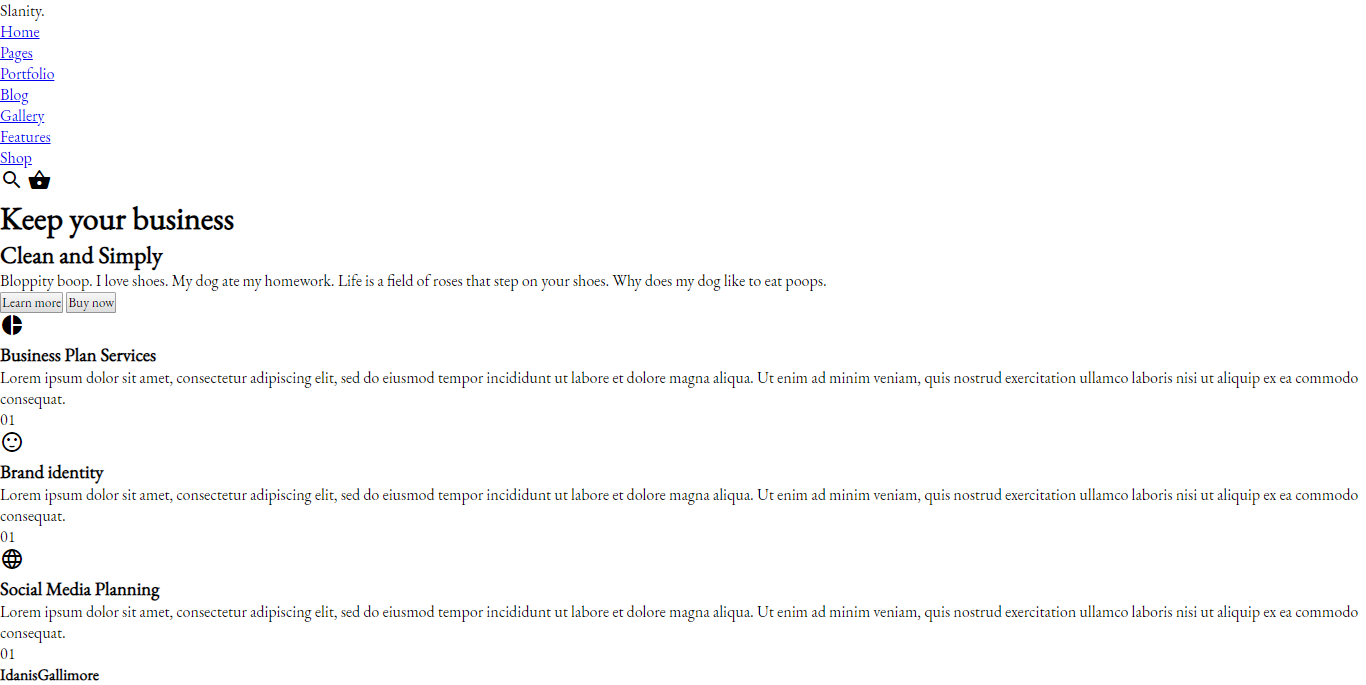 Slanity.
Home
Pages
Portfolio
Blog
Gallery
Features
Shop
Keep your business
Clean and Simply
Bloppity boop. I love shoes. My dog ate my homework. Life is a field of roses that step on your shoes. Why does my dog like to eat poops.
Learn more Buy now
Business Plan Services
Lorem ipsum dolor sit amet, consectetur adipiscing elit, sed do eiusmod tempor incididunt ut labore et dolore magna aliqua. Ut enim ad minim veniam, quis nostrud exercitation ullamco laboris nisi ut aliquip ex ea commodo
consequat.
01
Brand identity
Lorem ipsum dolor sit amet, consectetur adipiscing elit, sed do eiusmod tempor incididunt ut labore et dolore magna aliqua. Ut enim ad minim veniam, quis nostrud exercitation ullamco laboris nisi ut aliquip ex ea commodo
consequat.
01
Social Media Planning
Lorem ipsum dolor sit amet, consectetur adipiscing elit, sed do eiusmod tempor incididunt ut labore et dolore magna aliqua. Ut enim ad minim veniam, quis nostrud exercitation ullamco laboris nisi ut aliquip ex ea commodo
consequat.
01
IdanisGallimore